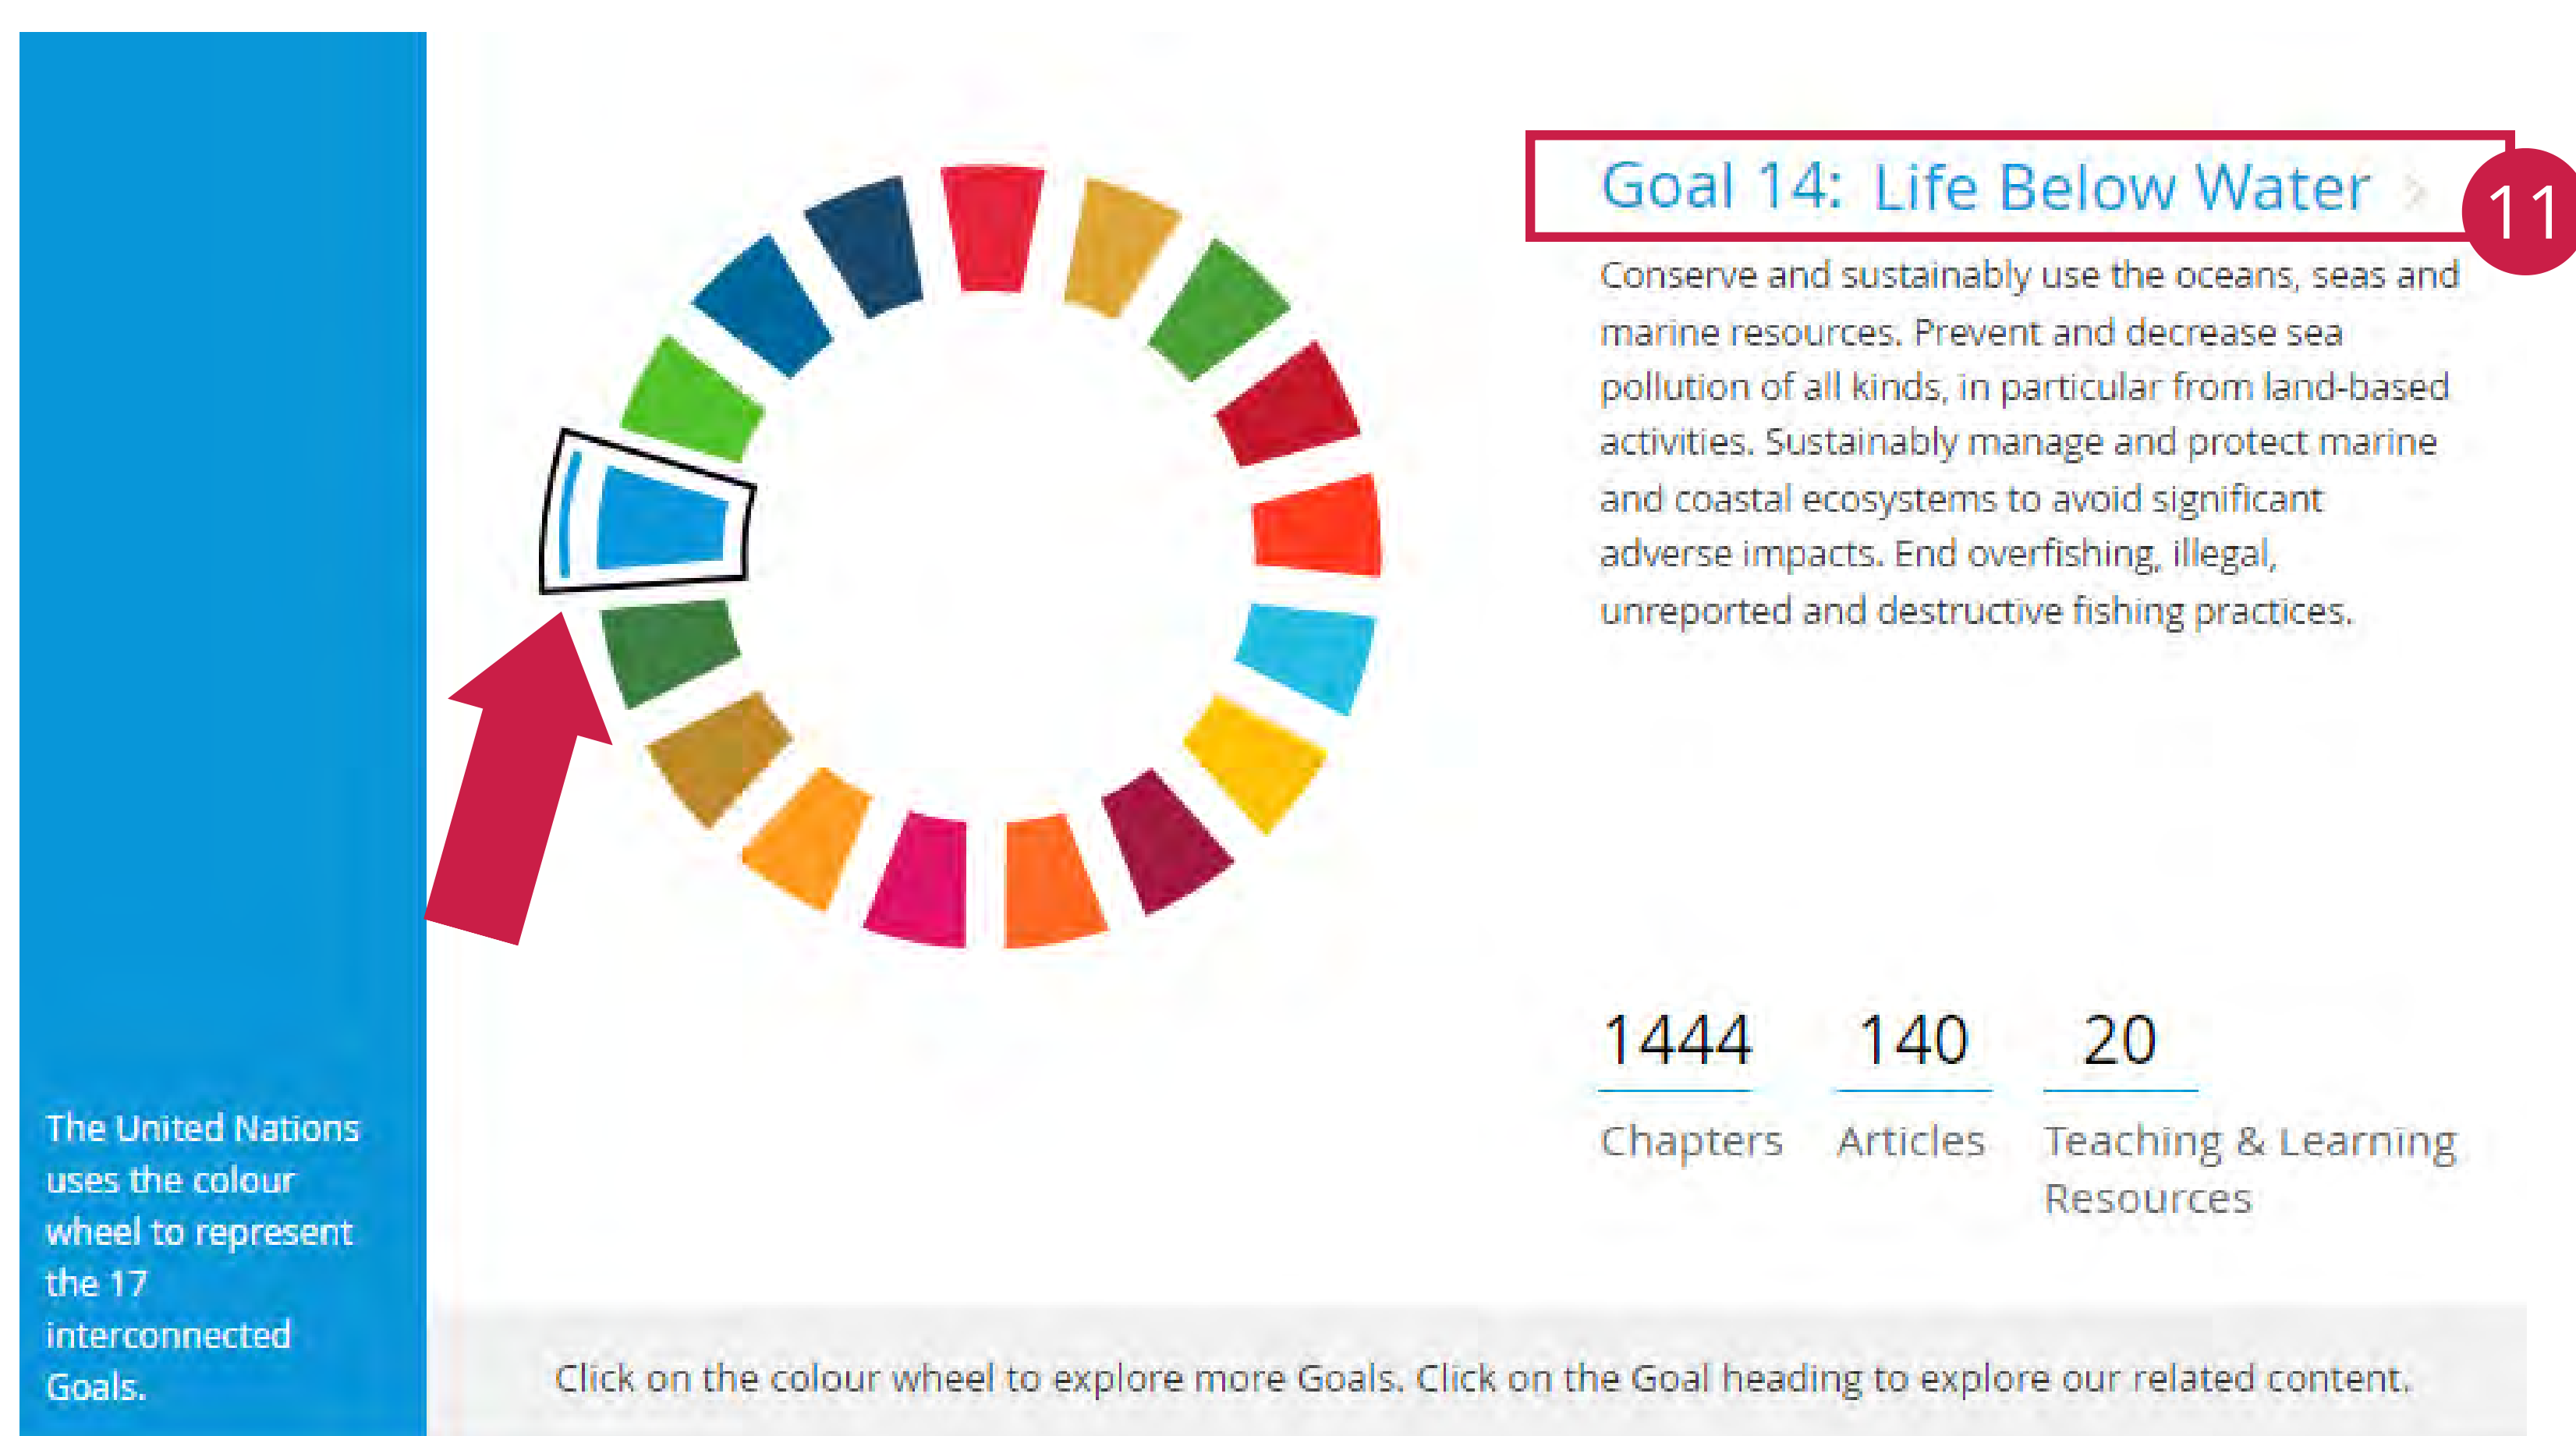 Goal 14: Life Below Water >
11
Conserve and sustainably use the oceans, seas and
marine resources. Prevent and decrease sea
pollution of all kinds, in particular from land-based
activities. Sustainably manage and protect marine
and coastal ecosystems to avoid significant
adverse impacts. End overfishing, illegal,
unreported and destructive fishing practices.
1444 140 20
Chapters Articles Teaching & Learning
Resources
The United Nations
uses the colour
wheel to represent
the 17
interconnected
Goals.
Click on the colour wheel to explore more Goals. Click on the Goal heading to explore our related content.